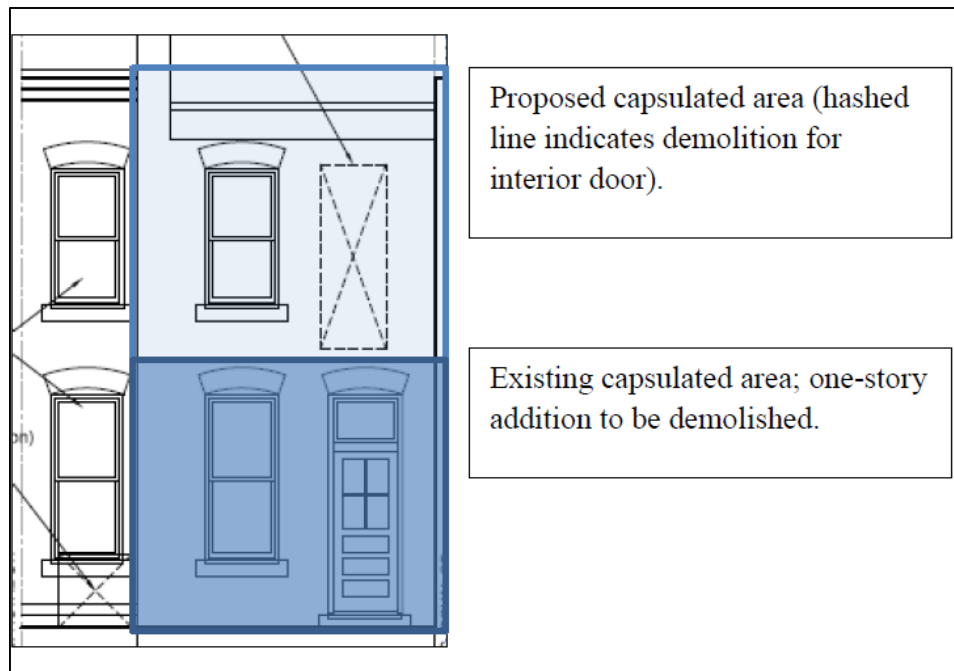 Proposed capsulated area (hashed
line indicates demolition for
interior door).
Existing capsulated area; one-story
addition to be demolished.
on)